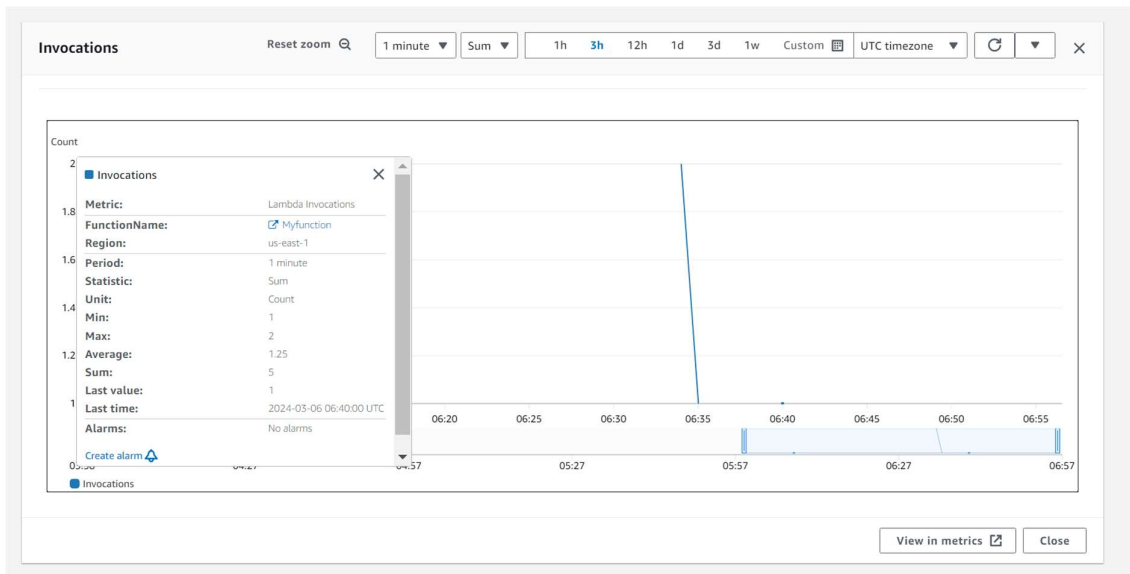 Invocations
Reset zoom
1 minute
Sum
1h 3h 12h 1d 3d 1w Custom
UTC timezone
Count
2
1.8
1.6
1.4
1.2
1
Invocations
Metric: Lambda Invocations
FunctionName: Myfunction
Region: us-east-1
Period: 1 minute
Statistic: Sum
Unit: Count
Min: 1
Max: 2
Average: 1.25
Sum: 5
Last value: 1
Last time: 2024-03-06 06:40:00 UTC
Alarms: No alarms
Create alarm
06:20 06:25 06:30 06:35 06:40 06:45 06:50 06:55
05:27 05:57 06:27 06:57
Invocations
View in metrics
Close